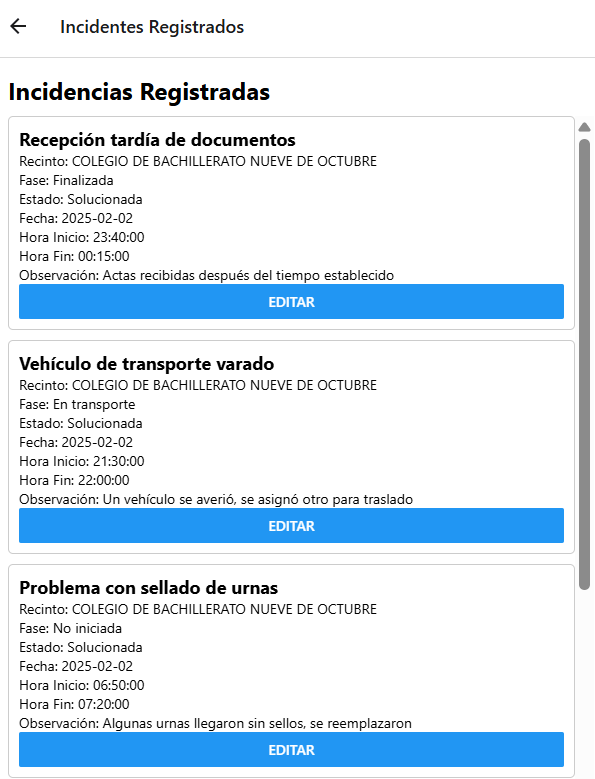 Incidentes Registrados
Incidencias Registradas
Recepción tardía de documentos
Recinto: COLEGIO DE BACHILLERATO NUEVE DE OCTUBRE
Fase: Finalizada
Estado: Solucionada
Fecha: 2025-02-02
Hora Inicio: 23:40:00
Hora Fin: 00:15:00
Observación: Actas recibidas después del tiempo establecido
EDITAR
Vehículo de transporte varado
Recinto: COLEGIO DE BACHILLERATO NUEVE DE OCTUBRE
Fase: En transporte
Estado: Solucionada
Fecha: 2025-02-02
Hora Inicio: 21:30:00
Hora Fin: 22:00:00
Observación: Un vehículo se averió, se asignó otro para traslado
EDITAR
Problema con sellado de urnas
Recinto: COLEGIO DE BACHILLERATO NUEVE DE OCTUBRE
Fase: No iniciada
Estado: Solucionada
Fecha: 2025-02-02
Hora Inicio: 06:50:00
Hora Fin: 07:20:00
Observación: Algunas urnas llegaron sin sellos, se reemplazaron
EDITAR